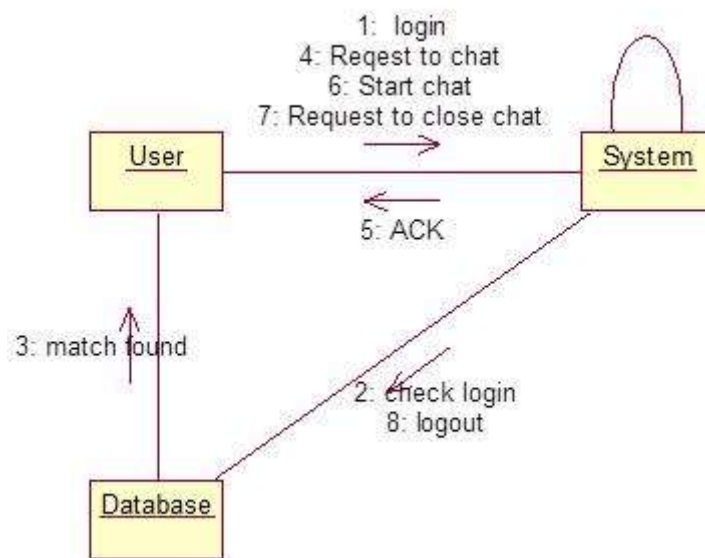 1: login
4: Reqest to chat
6: Start chat
7: Request to close chat
User
System
5: ACK
3: match found
2: check login
8: logout
Database